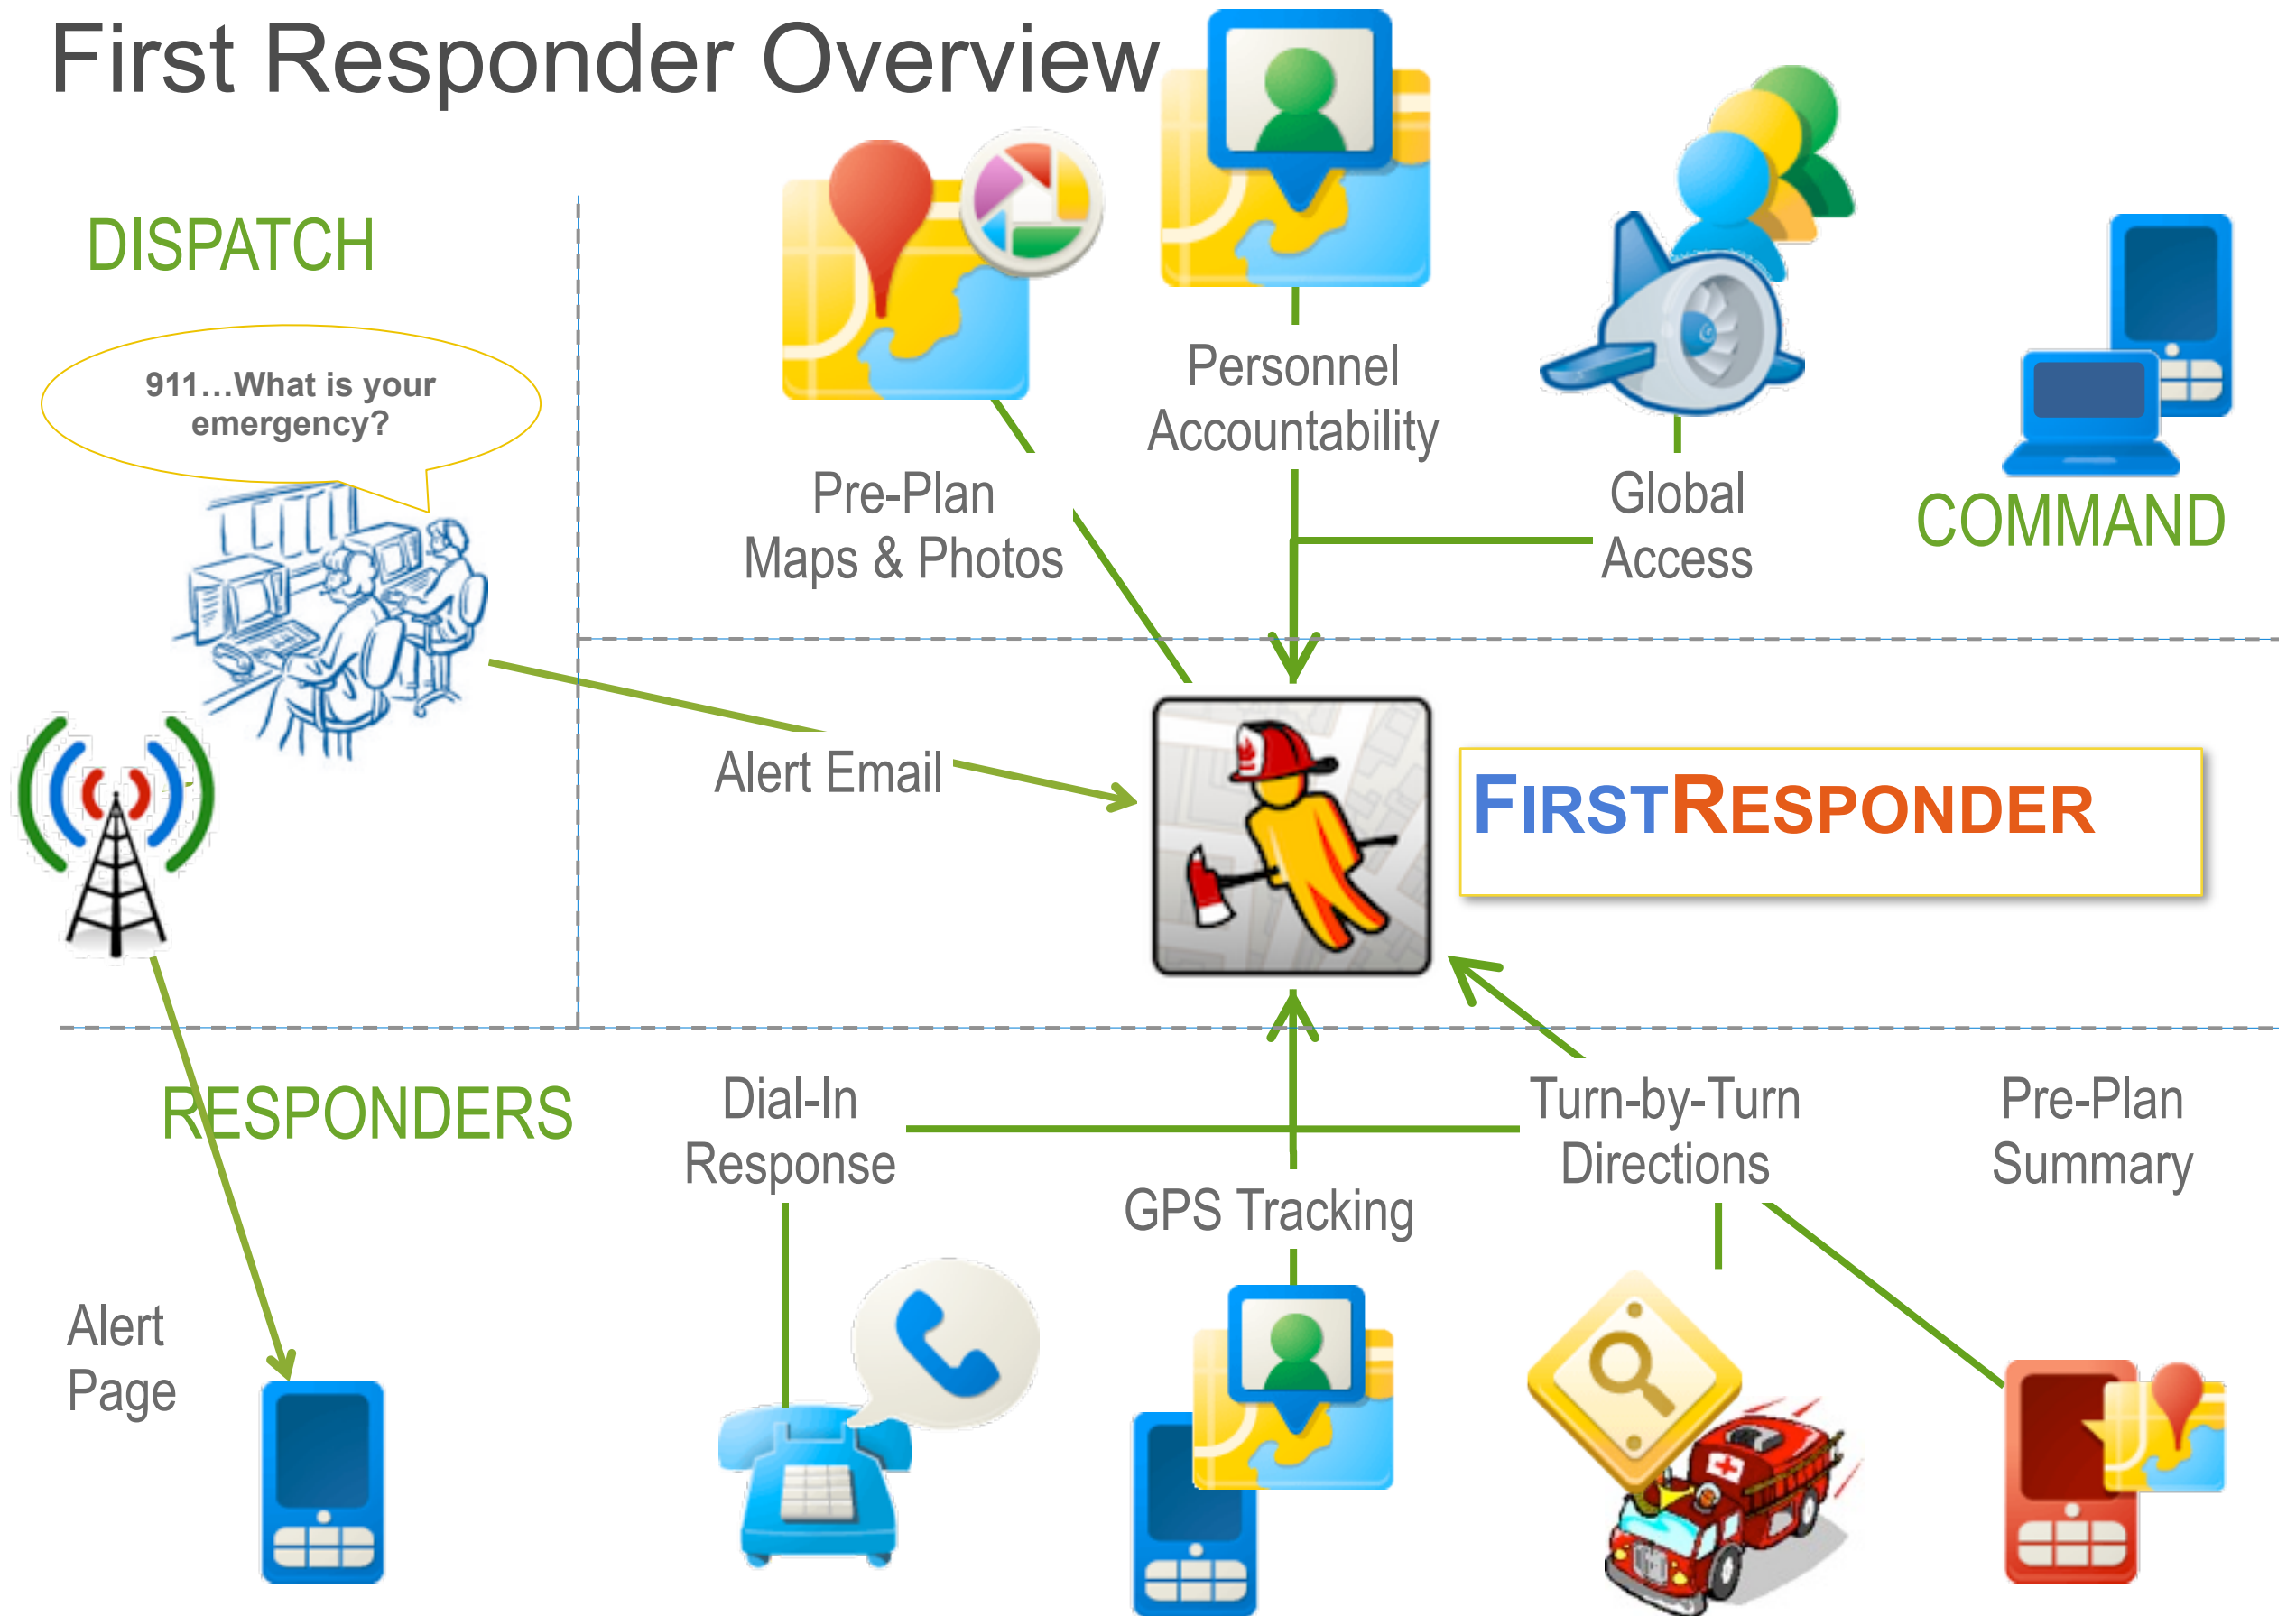 First Responder Overview
DISPATCH
911...What is your
emergency?
Personnel
Accountability
Pre-Plan
Maps & Photos
Global
Access
COMMAND
Alert Email
FIRSTRESPONDER
RESPONDERS
Dial-In
Response
Turn-by-Turn
Directions
Pre-Plan
Summary
GPS Tracking
Alert
Page